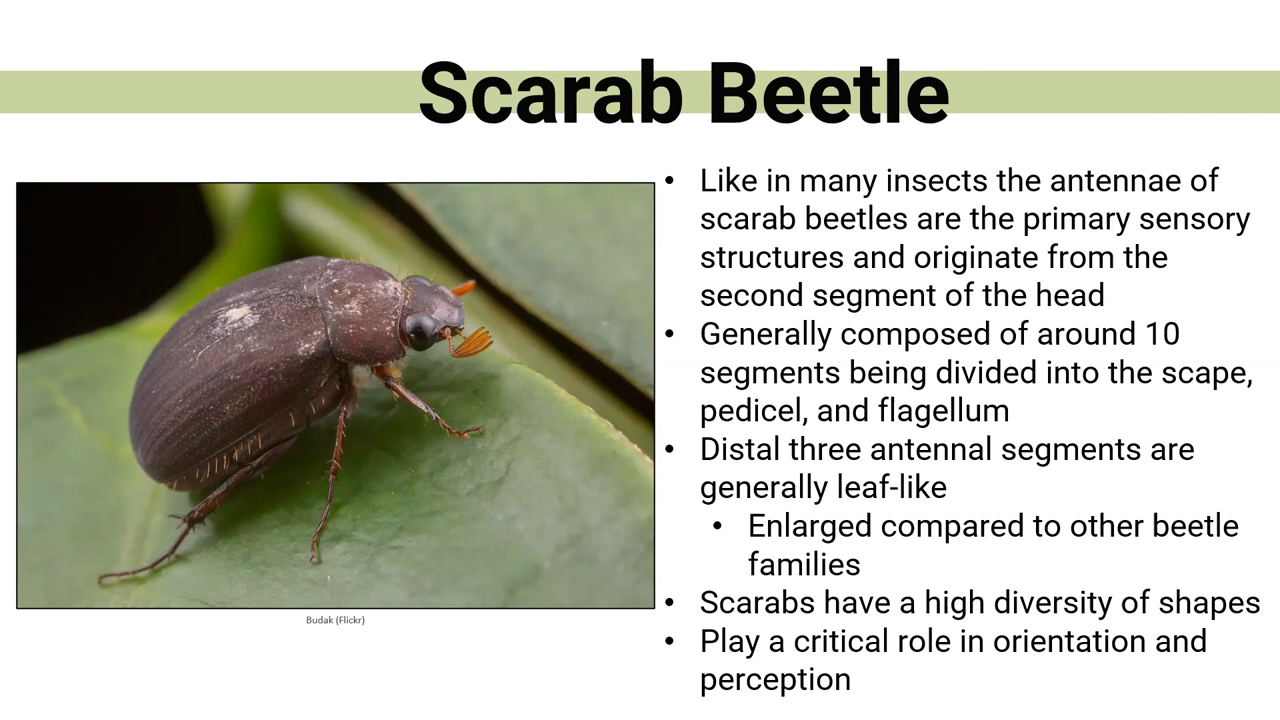 Scarab Beetle
• Like in many insects the antennae of
scarab beetles are the primary sensory
structures and originate from the
second segment of the head
• Generally composed of around 10
segments being divided into the scape,
pedicel, and flagellum
• Distal three antennal segments are
generally leaf-like
• Enlarged compared to other beetle
families
• Scarabs have a high diversity of shapes
• Play a critical role in orientation and
perception
Budak (Flickr)